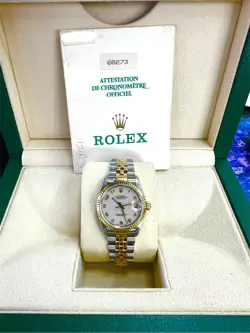 68273
ATTESTATION
DE CHRONOMÈTRE
OFFICIEL
ROLEX